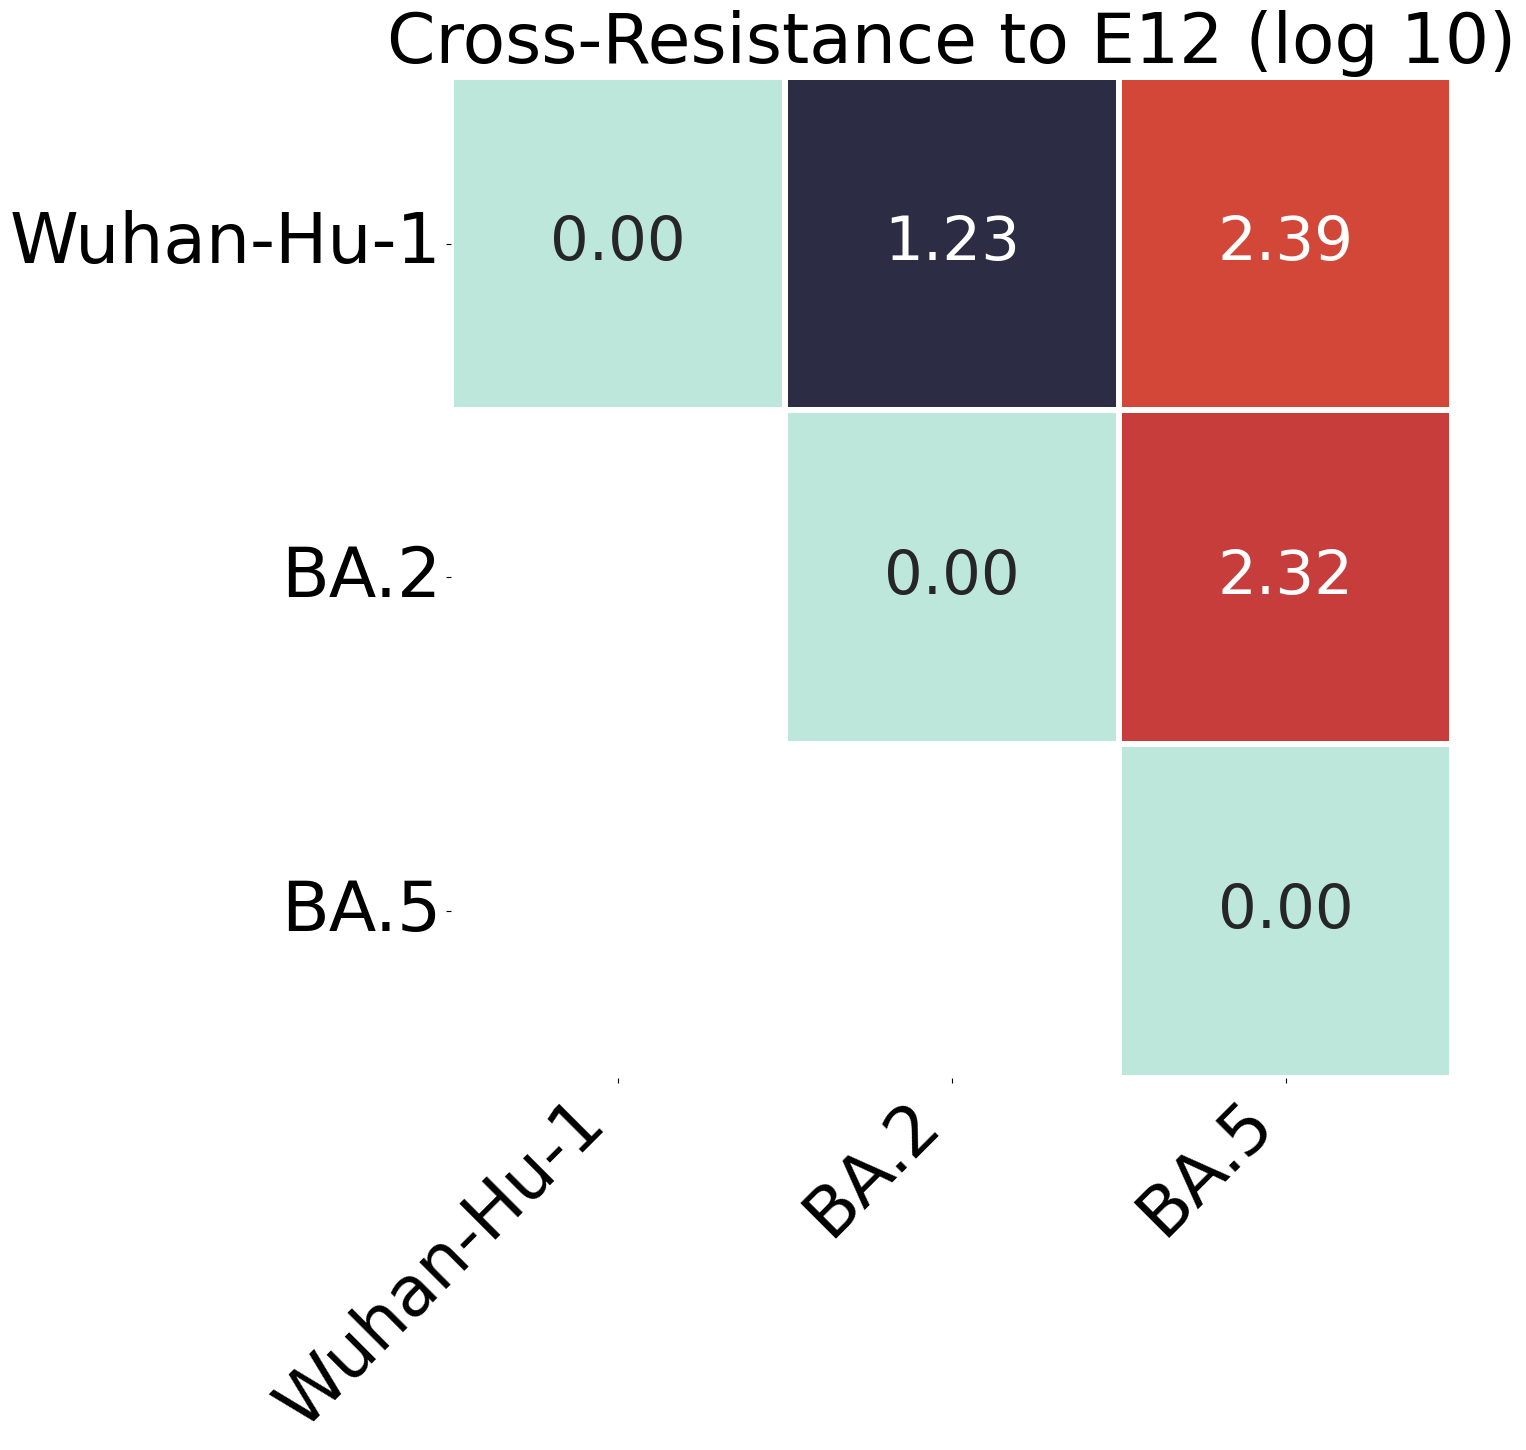 Cross-Resistance to E12 (log 10)
Wuhan-Hu-1 0.00 1.23 2.39
BA.2 0.00 2.32
BA.5 0.00
Wuhan-Hu-1 BA.2 BA.5